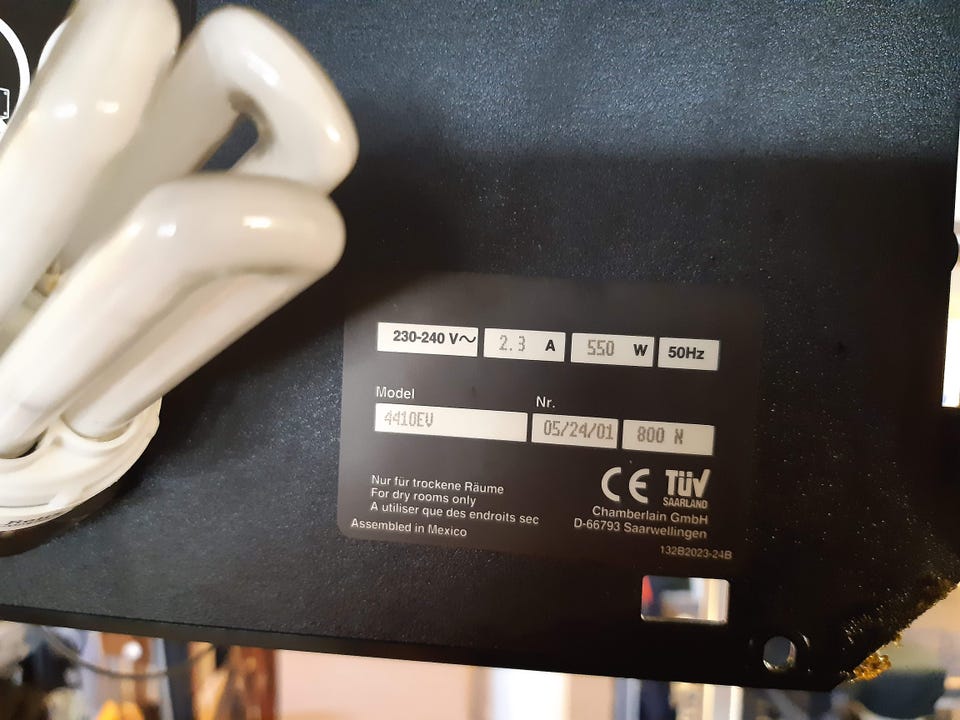 230-240 V~ 2.3 A 550 W 50Hz
Model Nr.
4410EV 05/24/01 800 N
Nur für trockene Räume
For dry rooms only
A utiliser que des endroits sec
Assembled in Mexico
CE TÜV
SAARLAND
Chamberlain GmbH
D-66793 Saarwellingen
132B2023-24B